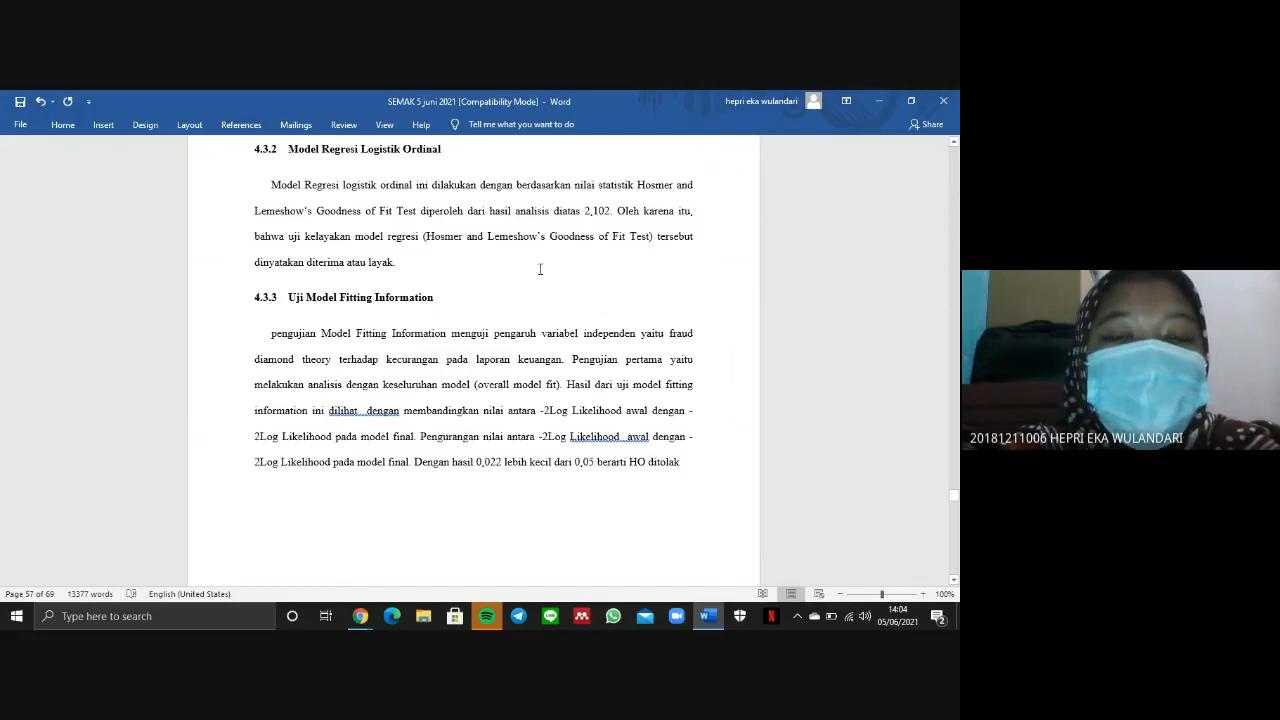 SEMAK 5 juni 2021 [Compatibility Mode] - Word
hepri eka wulandari
File Home Insert Design Layout References Mailings Review View Help Tell me what you want to do Share
4.3.2 Model Regresi Logistik Ordinal
Model Regresi logistik ordinal ini dilakukan dengan berdasarkan nilai statistik Hosmer and
Lemeshow's Goodness of Fit Test diperoleh dari hasil analisis diatas 2,102. Oleh karena itu,
bahwa uji kelayakan model regresi (Hosmer and Lemeshow's Goodness of Fit Test) tersebut
dinyatakan diterima atau layak.
4.3.3 Uji Model Fitting Information
pengujian Model Fitting Information menguji pengaruh variabel independen yaitu fraud
diamond theory terhadap kecurangan pada laporan keuangan. Pengujian pertama yaitu
melakukan analisis dengan keseluruhan model (overall model fit). Hasil dari uji model fitting
information ini dilihat dengan membandingkan nilai antara -2Log Likelihood awal dengan -
2Log Likelihood pada model final. Pengurangan nilai antara -2Log Likelihood awal dengan -
2Log Likelihood pada model final. Dengan hasil 0,022 lebih kecil dari 0,05 berarti HO ditolak
20181211006 HEPRI EKA WULANDARI
Page 57 of 69 13377 words English (United States) 100%
Type here to search
14:04
05/06/2021
2